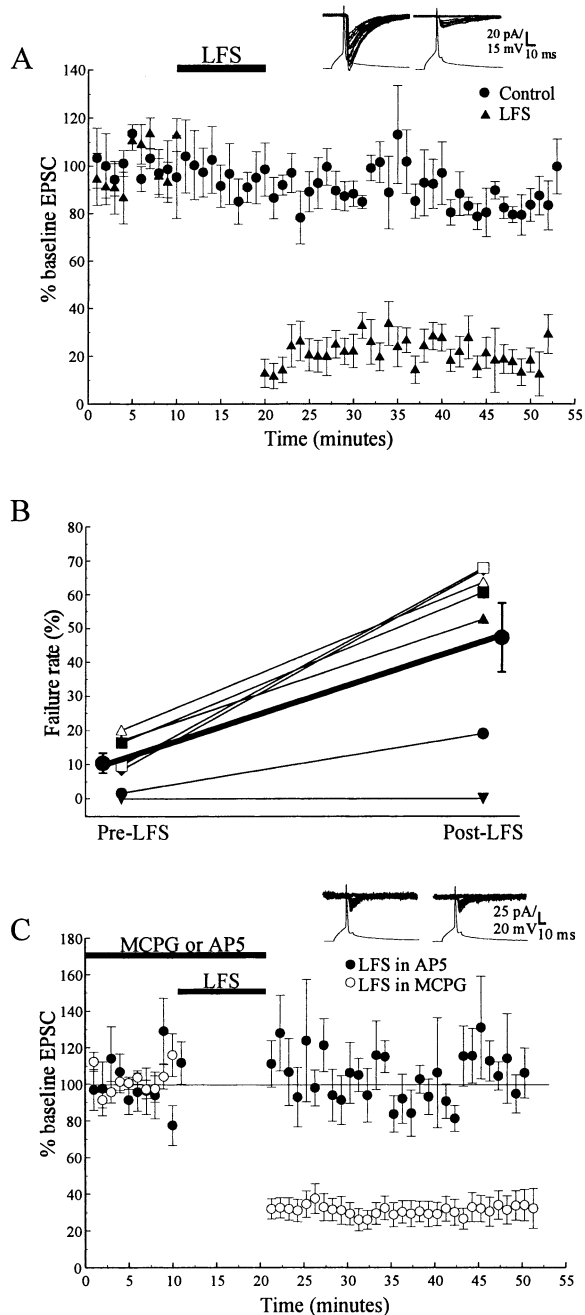 A
LFS
20 pA/
15 mV
10 ms
Control
LFS
140
120
100
80
60
40
20
0
% baseline EPSC
0 5 10 15 20 25 30 35 40 45 50 55
Time (minutes)
B
80
70
60
50
40
30
20
10
0
Failure rate (%)
Pre-LFS Post-LFS
C
25 pA/
20 mV
10 ms
MCPG or AP5
LFS
LFS in AP5
LFS in MCPG
180
160
140
120
100
80
60
40
20
0
% baseline EPSC
0 5 10 15 20 25 30 35 40 45 50 55
Time (minutes)